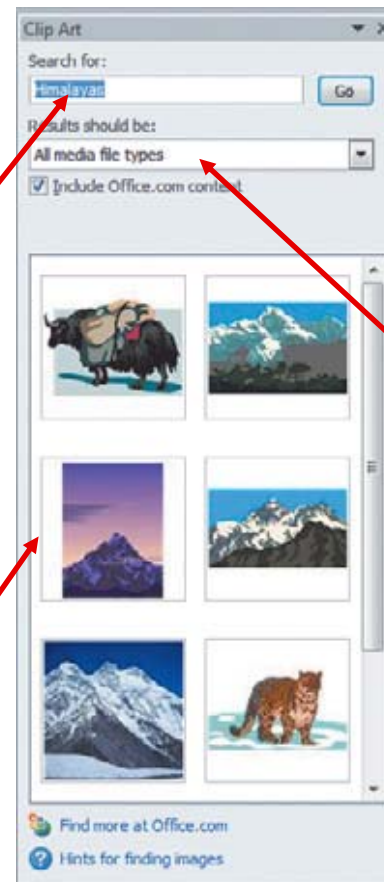 Clip Art
Search for:
Himalayas
Go
Results should be:
All media file types
Include Office.com content
Find more at Office.com
Hints for finding images